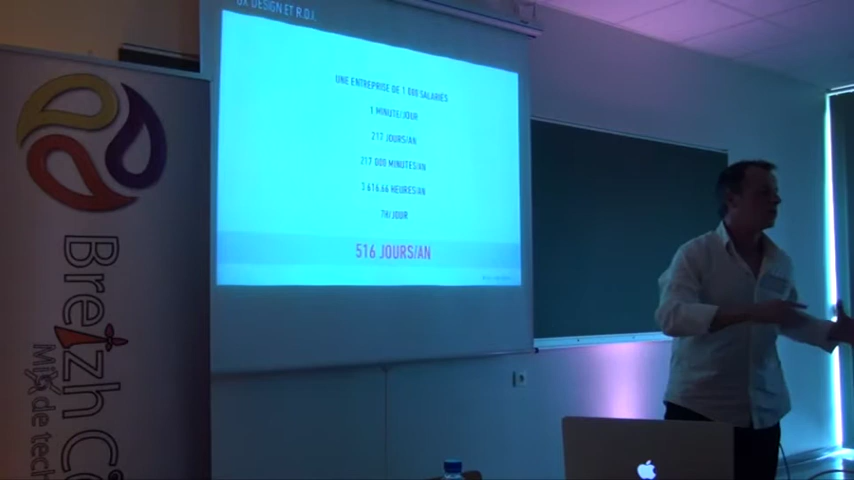 UX DESIGN ET R.O.I.
UNE ENTREPRISE DE 1 000 SALARIÉS
1 MINUTE/JOUR
217 JOURS/AN
217 000 MINUTES/AN
3 616.66 HEURES/AN
7H/JOUR
516 JOURS/AN
Breizh C
Mix de tech